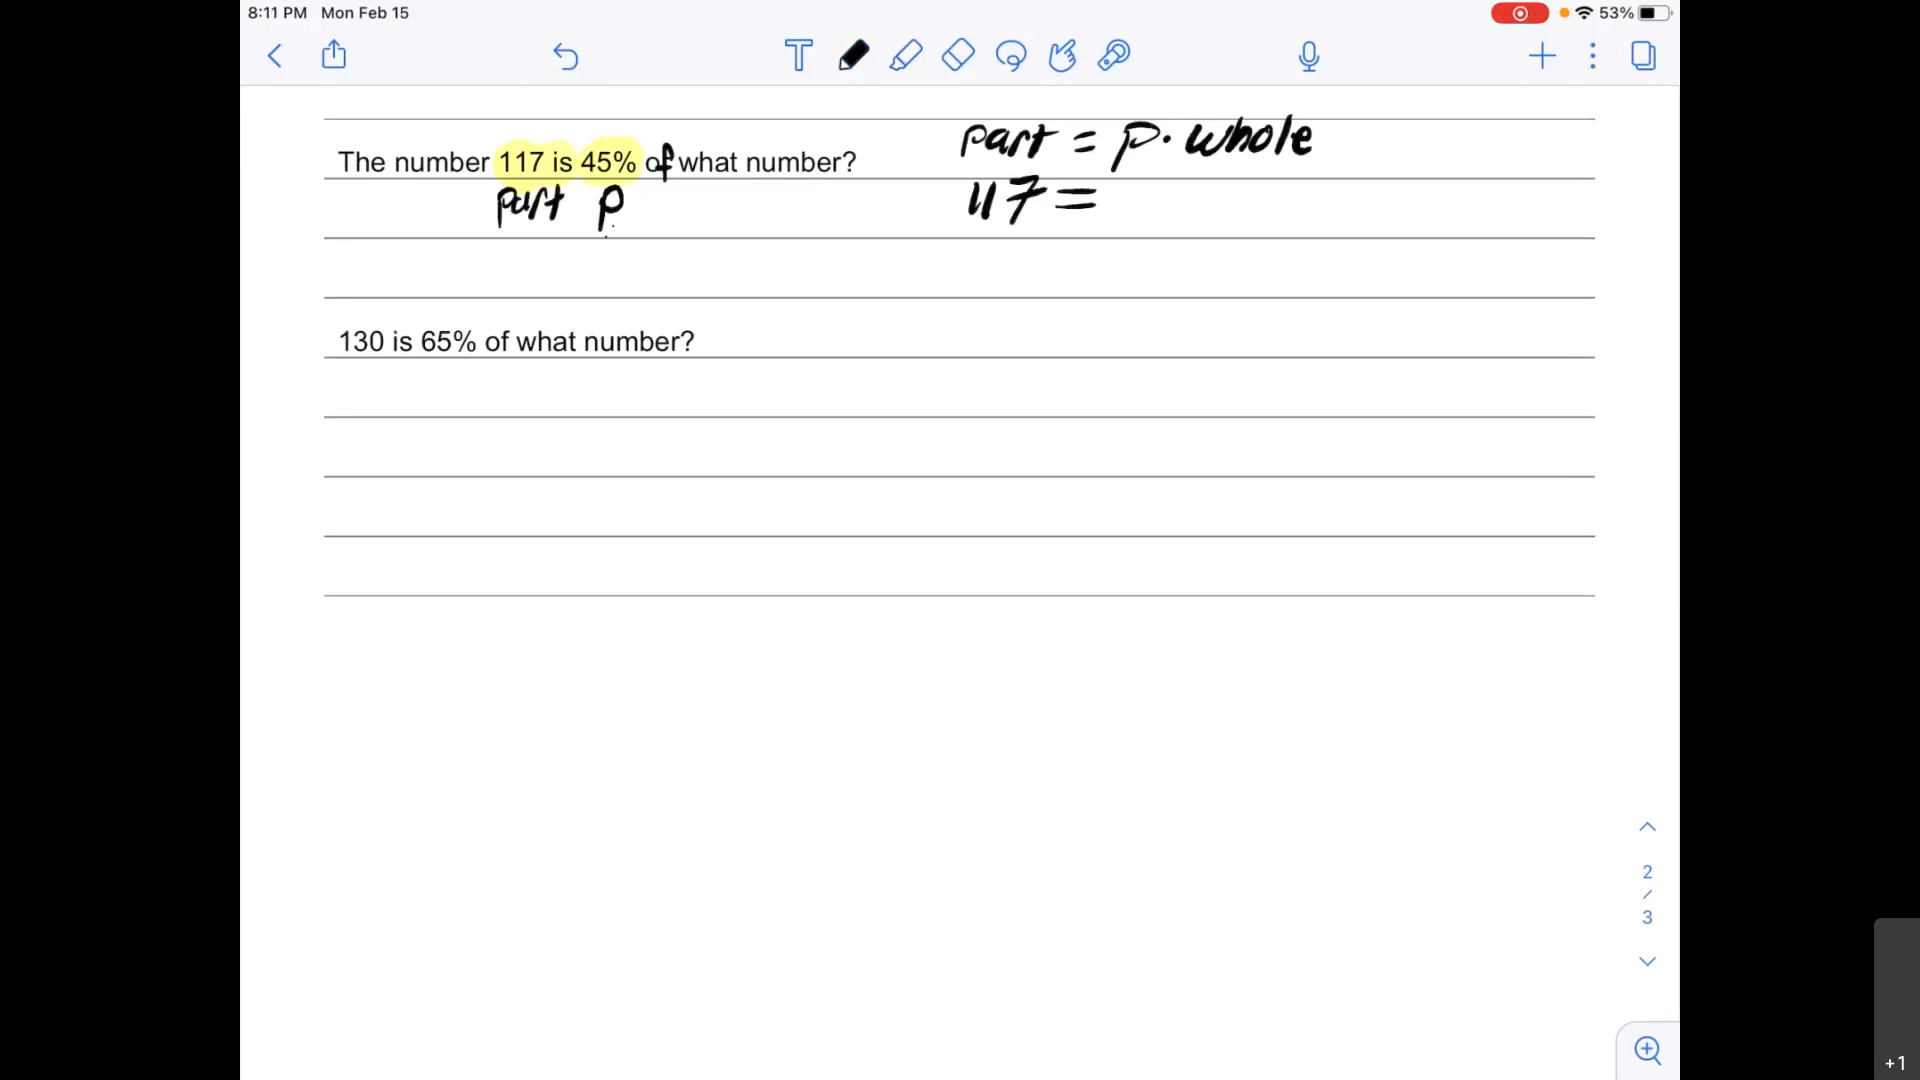 8:11 PM Mon Feb 15
53%
The number 117 is 45% of what number?
part = p. whole
part p
117 =
130 is 65% of what number?
2
/
3
+1